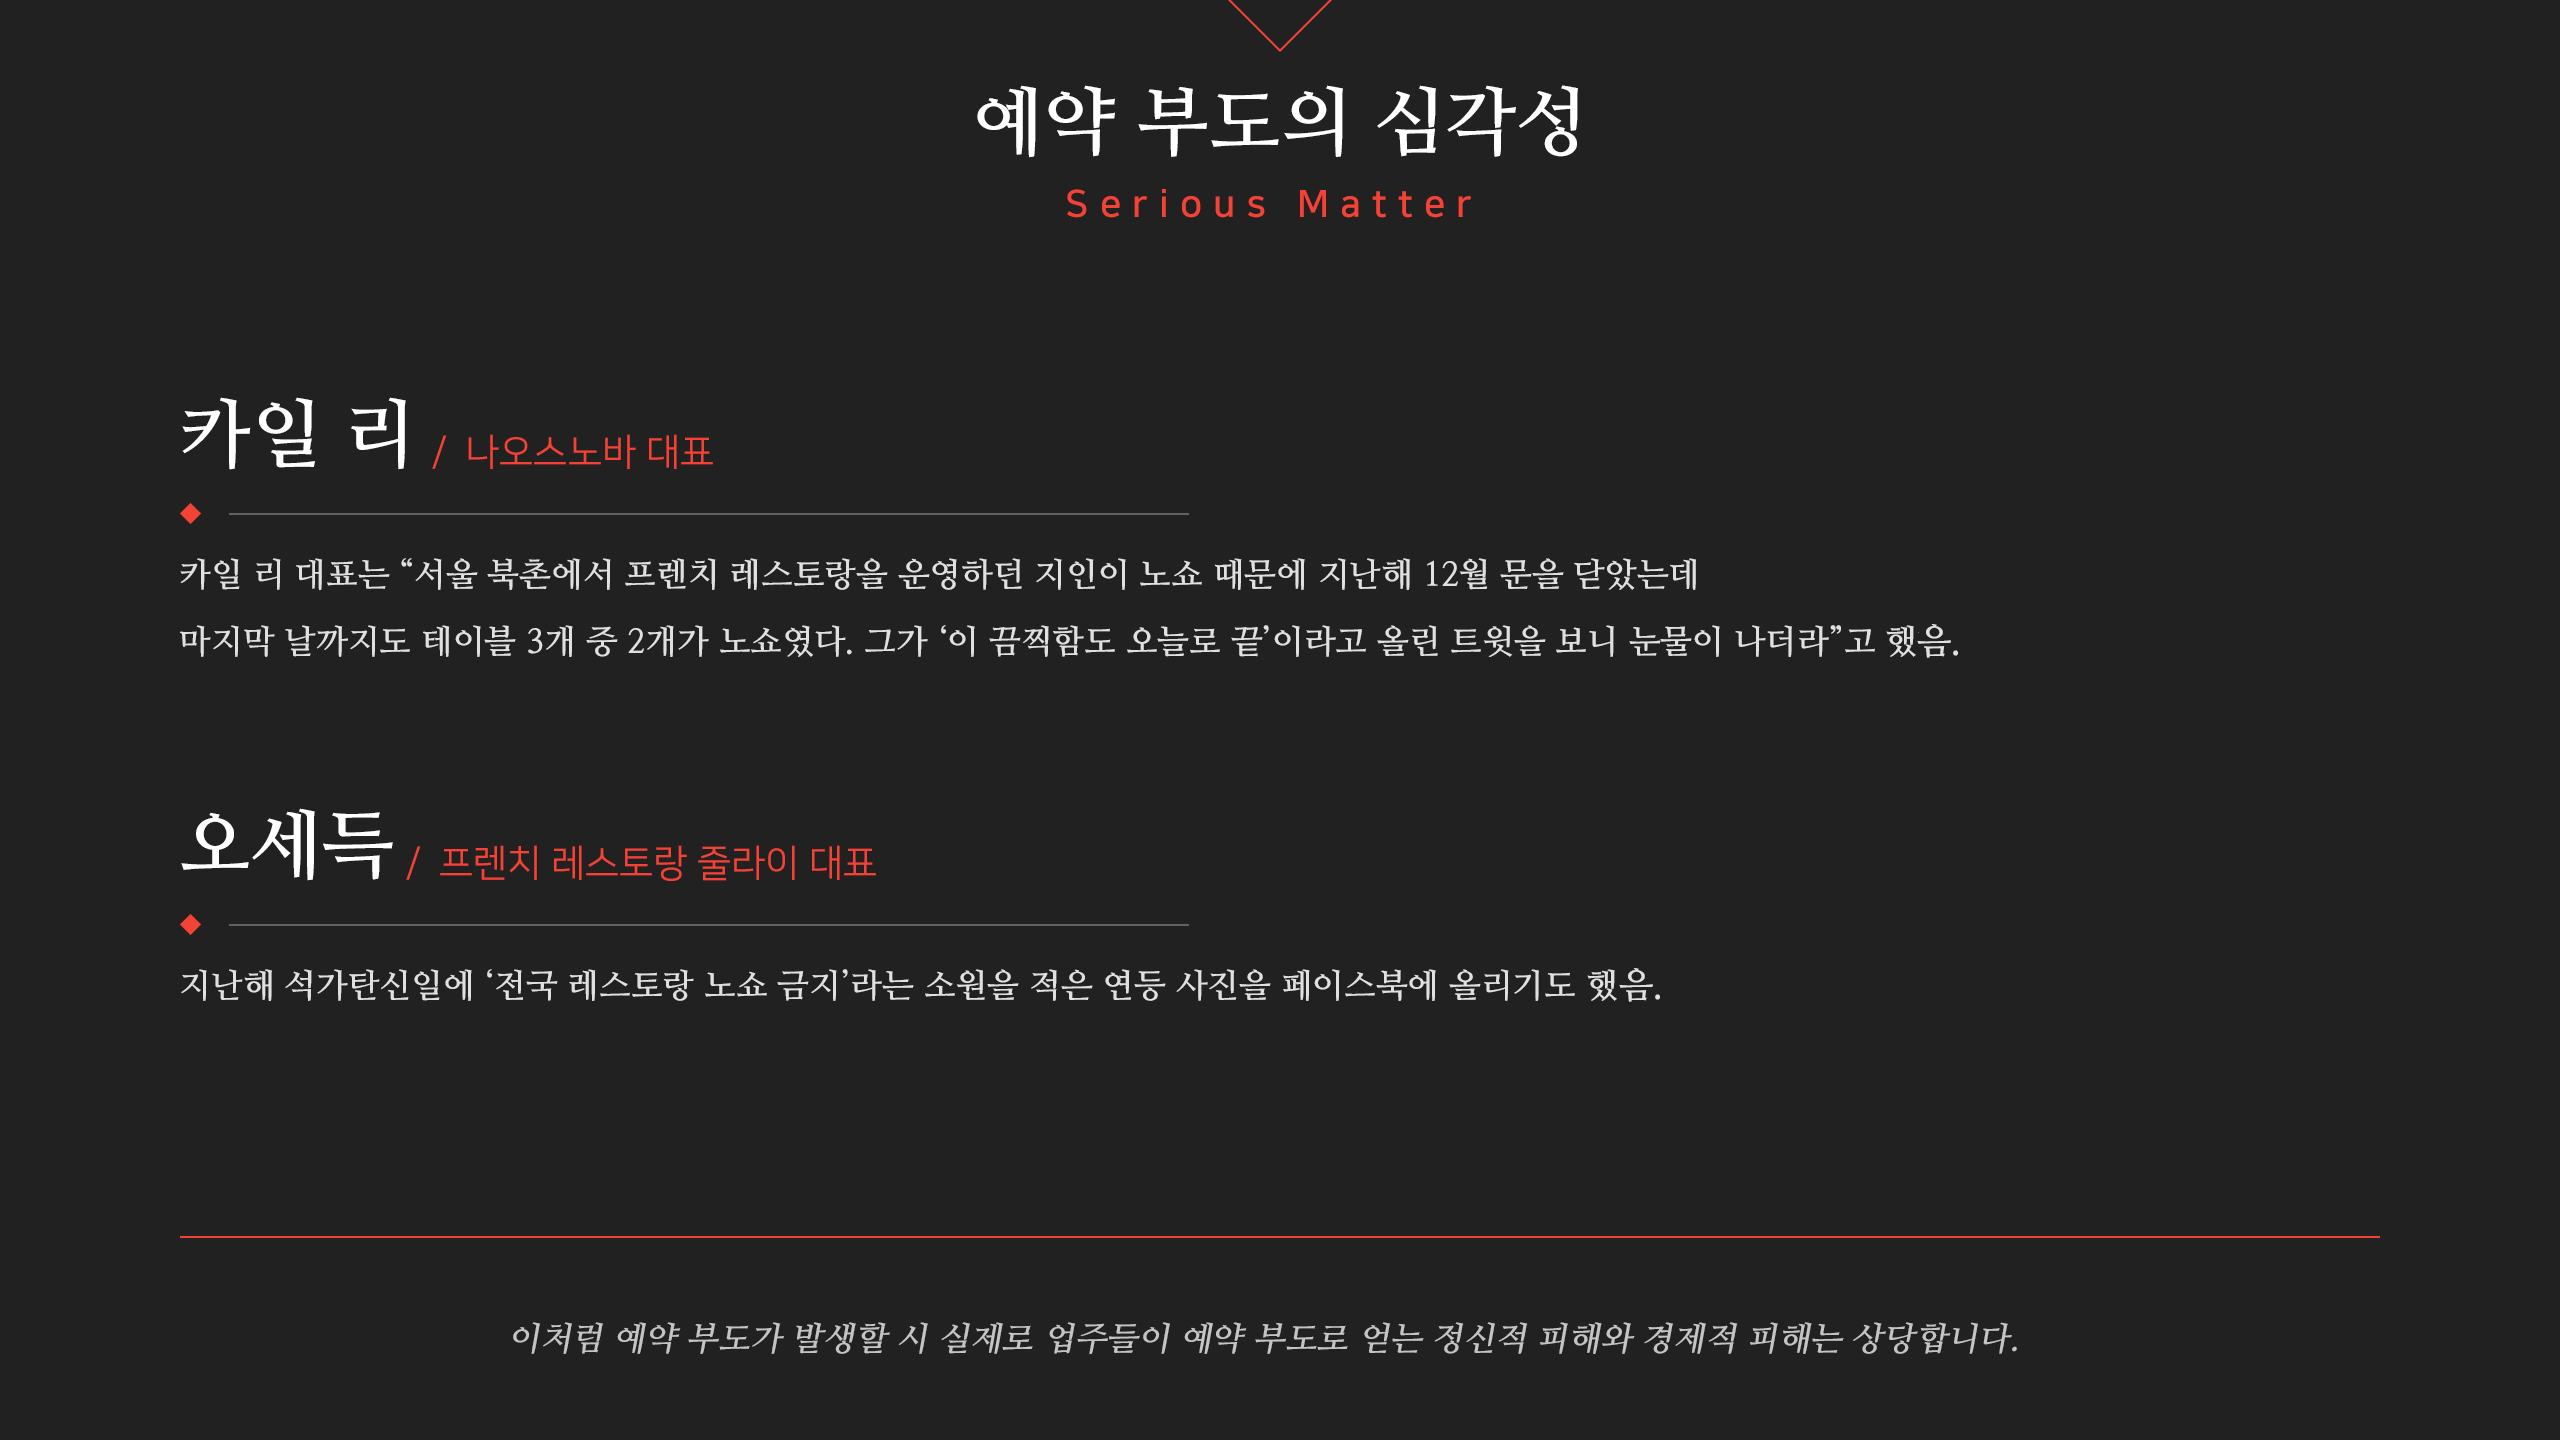 예약 부도의 심각성
Serious Matter
카일 리 / 나오스노바 대표
카일 리 대표는 “서울 북촌에서 프렌치 레스토랑을 운영하던 지인이 노쇼 때문에 지난해 12월 문을 닫았는데
마지막 날까지도 테이블 3개 중 2개가 노쇼였다. 그가 ‘이 끔찍함도 오늘로 끝’이라고 올린 트윗을 보니 눈물이 나더라”고 했음.
오세득 / 프렌치 레스토랑 줄라이 대표
지난해 석가탄신일에 ‘전국 레스토랑 노쇼 금지’라는 소원을 적은 연등 사진을 페이스북에 올리기도 했음.
이처럼 예약 부도가 발생할 시 실제로 업주들이 예약 부도로 얻는 정신적 피해와 경제적 피해는 상당합니다.